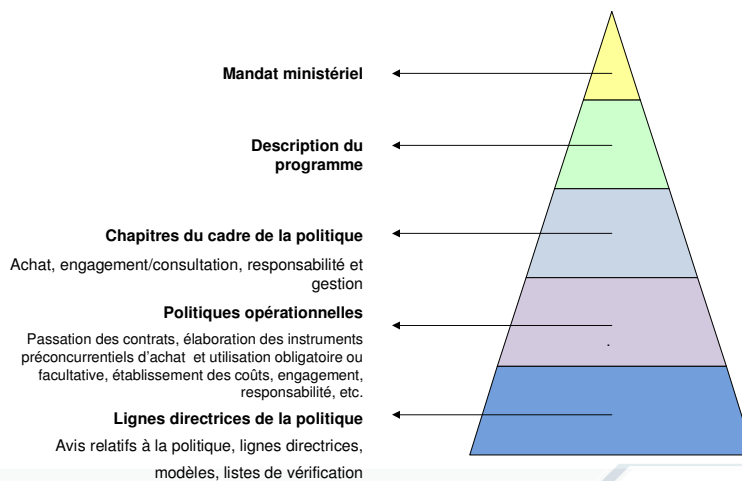 Mandat ministériel
Description du
programme
Chapitres du cadre de la politique
Achat, engagement/consultation, responsabilité et
gestion
Politiques opérationnelles
Passation des contrats, élaboration des instruments
préconcurrentiels d'achat et utilisation obligatoire ou
facultative, établissement des coûts, engagement,
responsabilité, etc.
.
Lignes directrices de la politique
Avis relatifs à la politique, lignes directrices,
modèles, listes de vérification